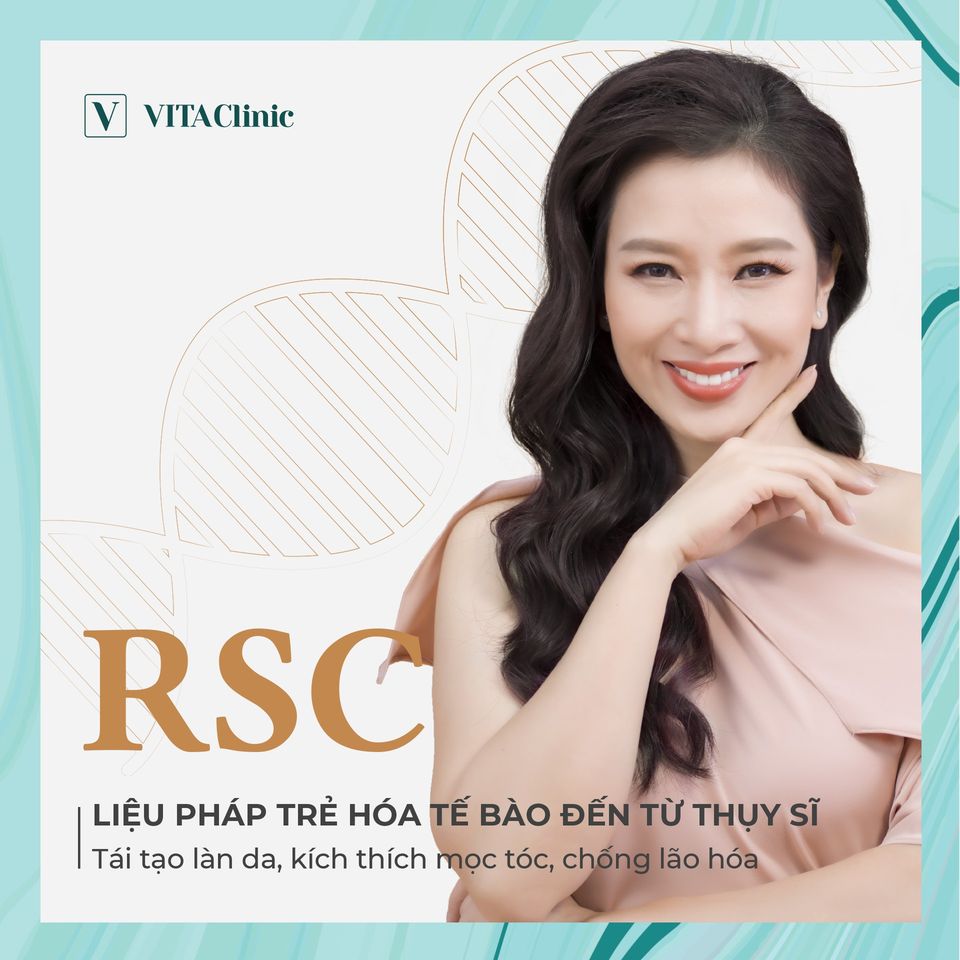 V VITAClinic
RSC
LIỆU PHÁP TRẺ HÓA TẾ BÀO ĐẾN TỪ THỤY SĨ
Tái tạo làn da, kích thích mọc tóc, chống lão hóa